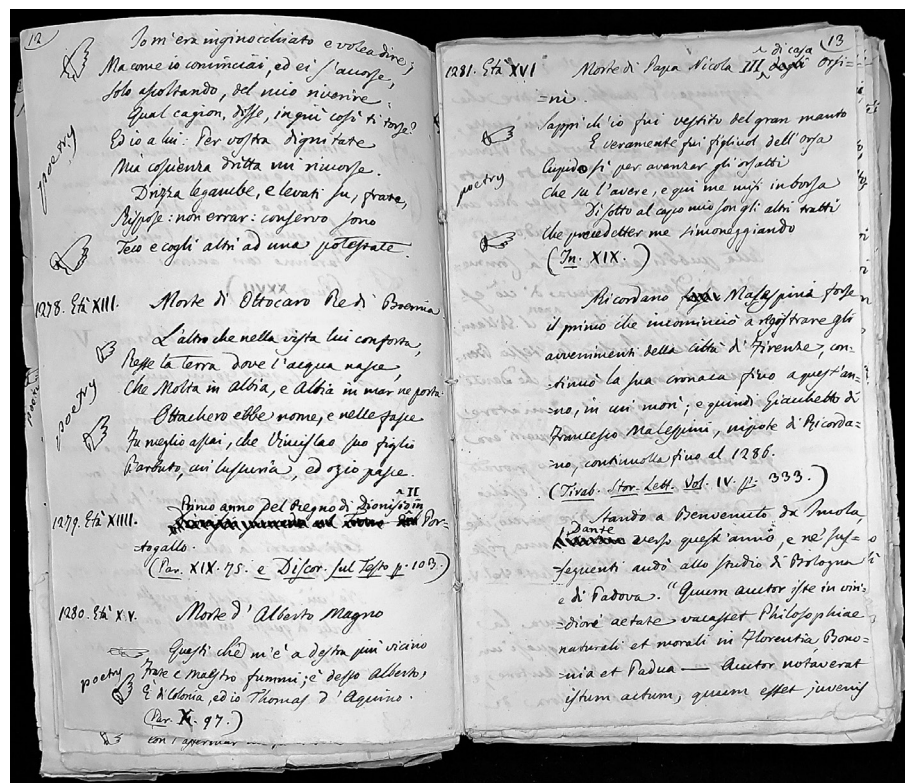 12
Io m'era inginocchiato e volea dire;
Ma come io cominciai, ed ei s'accorse,
Solo ascoltando, del mio riverire:
Qual cagion, disse, in giù così ti torse?
Ed io a lui: Per vostra dignitate
Mia coscienza dritta mi rimorse.
poetry
Drizza le gambe, e levati su, frate,
Rispose: non errar: conservo sono
Teco e cogli altri ad una potestate.
1278. Età XIII. Morte di Ottocaro Re di Boemia
L'altro che nella vista lui conforta,
Resse la terra dove l'acqua nasce,
Che Molta in Albia, e Albia in mar ne porta.
poetry
Ottachero ebbe nome, e nelle fasce
Fu meglio assai, che Vincislao suo figlio
Barbuto, cui lussuria, ed ozio pasce.
1279. Età XIIII. Primo anno del Regno di Dionisio II in
Por-
togallo.
(Par. XIX. 75. e Discor. sul Testo p. 103.)
1280. Età XV. Morte d' Alberto Magno
Questi che m'è a destra più vicino
poetry
Frate e maestro fummi; è desso Alberto,
E di Colonia, ed io Thomas d'Aquino.
(Par. X. 97.)
13
1281. Età XVI Morte di Papa Nicola III di casa Orsi=
=ni.
Sappi ch'io fui vestito del gran manto
E veramente fui figliuol dell'orsa
poetry
Cupido sì per avanzar gli orsatti
Che su l'avere, e qui me misi in borsa
Di sotto al capo mio son gli altri tratti
Che precedetter me simoneggiando
(In. XIX.)
Ricordano Malespina forse
il primo che incominciò a registrare gli
avvenimenti della città di Firenze, con-
tinuò la sua cronaca fino a quest'an-
=no, in cui morì; e quindi Giacchetto di
Francesco Malespini, nipote di Ricorda-
no, continuolla fino al 1286.
(Tirab. Stor. Lett. Vol. IV. p. 333.)
Stando a Benvenuto da Imola,
Dante verso quest'anno, e ne' sus=
=seguenti andò allo studio di Bologna
e di Padova. "Quum auctor iste in viri=
=diore aetate vacasset Philosophiae
naturali et morali in Florentia, Bono=
=nia et Padua — Auctor notaverat
istum actum, quum esset juvenis